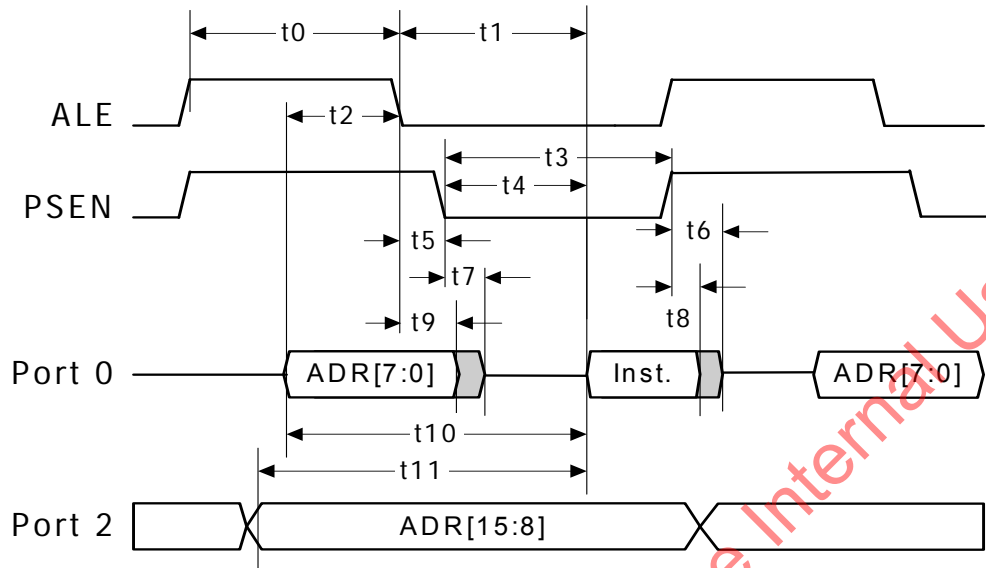 t0
t1
ALE
t2
t3
t4
PSEN
t5
t6
t7
t8
t9
Port 0
ADR[7:0]
Inst.
ADR[7:0]
t10
t11
Port 2
ADR[15:8]
e Internal Us